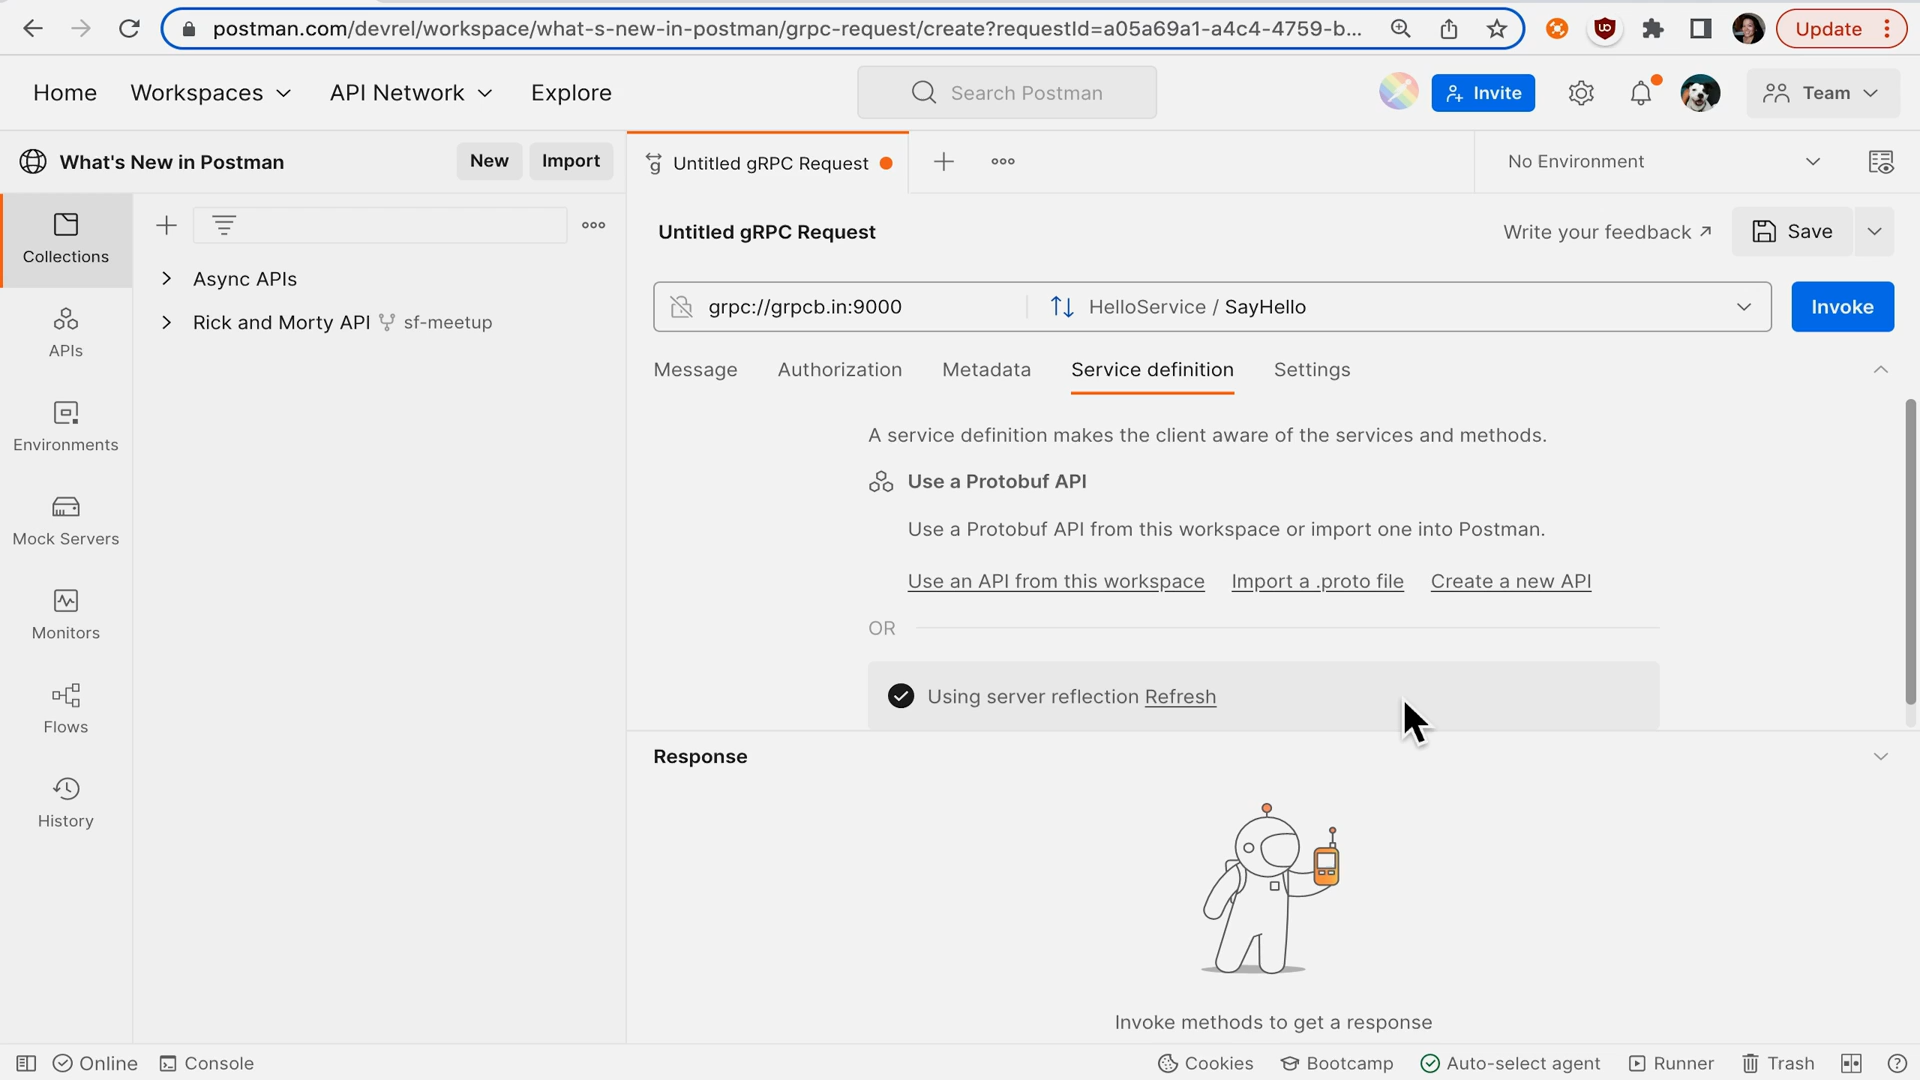 postman.com/devrel/workspace/what-s-new-in-postman/grpc-request/create?requestId=a05a69a1-a4c4-4759-b...
Update
Home
Workspaces
API Network
Explore
Search Postman
Invite
Team
What's New in Postman
New
Import
Untitled gRPC Request
No Environment
Collections
APIs
Environments
Mock Servers
Monitors
Flows
History
Async APIs
Rick and Morty API sf-meetup
Untitled gRPC Request
Write your feedback
Save
grpc://grpcb.in:9000
HelloService / SayHello
Invoke
Message
Authorization
Metadata
Service definition
Settings
A service definition makes the client aware of the services and methods.
Use a Protobuf API
Use a Protobuf API from this workspace or import one into Postman.
Use an API from this workspace
Import a .proto file
Create a new API
OR
Using server reflection Refresh
Response
Invoke methods to get a response
Online
Console
Cookies
Bootcamp
Auto-select agent
Runner
Trash